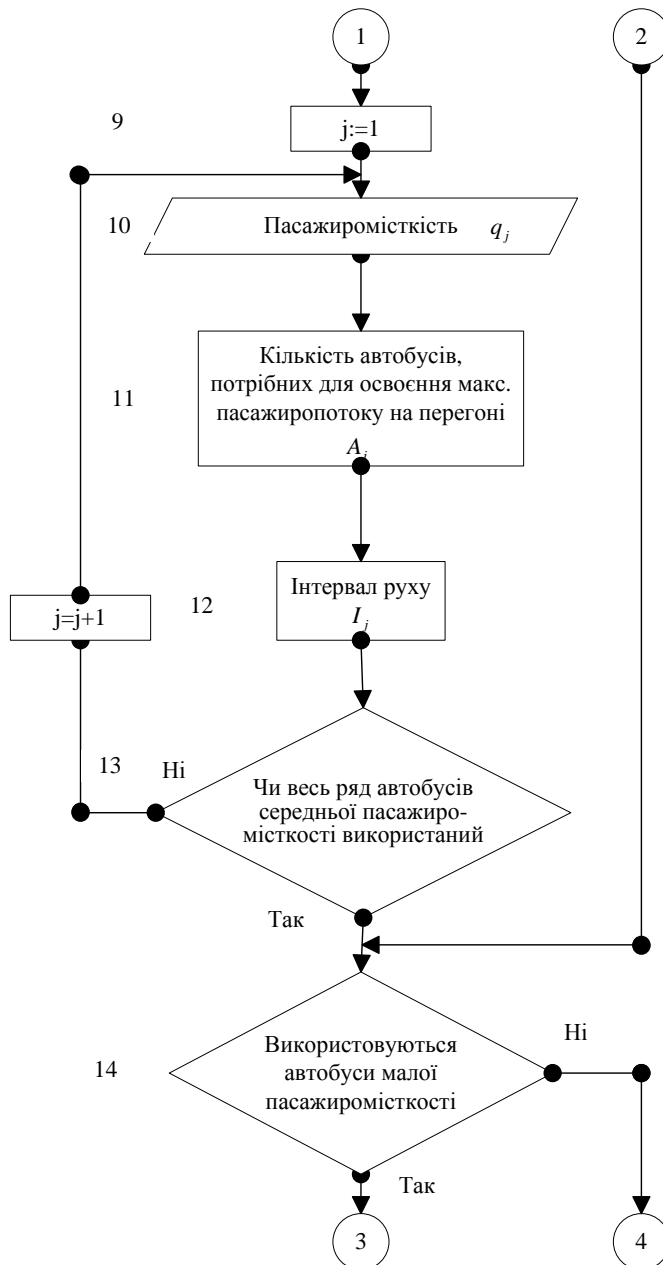 1
2
9
j:=1
10
Пасажиромісткість q_j
Кількість автобусів,
потрібних для освоєння макс.
пасажиропотоку на перегоні
11
A_j
Інтервал руху
I_j
12
j=j+1
13
Ні
Чи весь ряд автобусів
середньої пасажиро-
місткості використаний
Так
Ні
14
Використовуються
автобуси малої
пасажиромісткості
Так
3
4